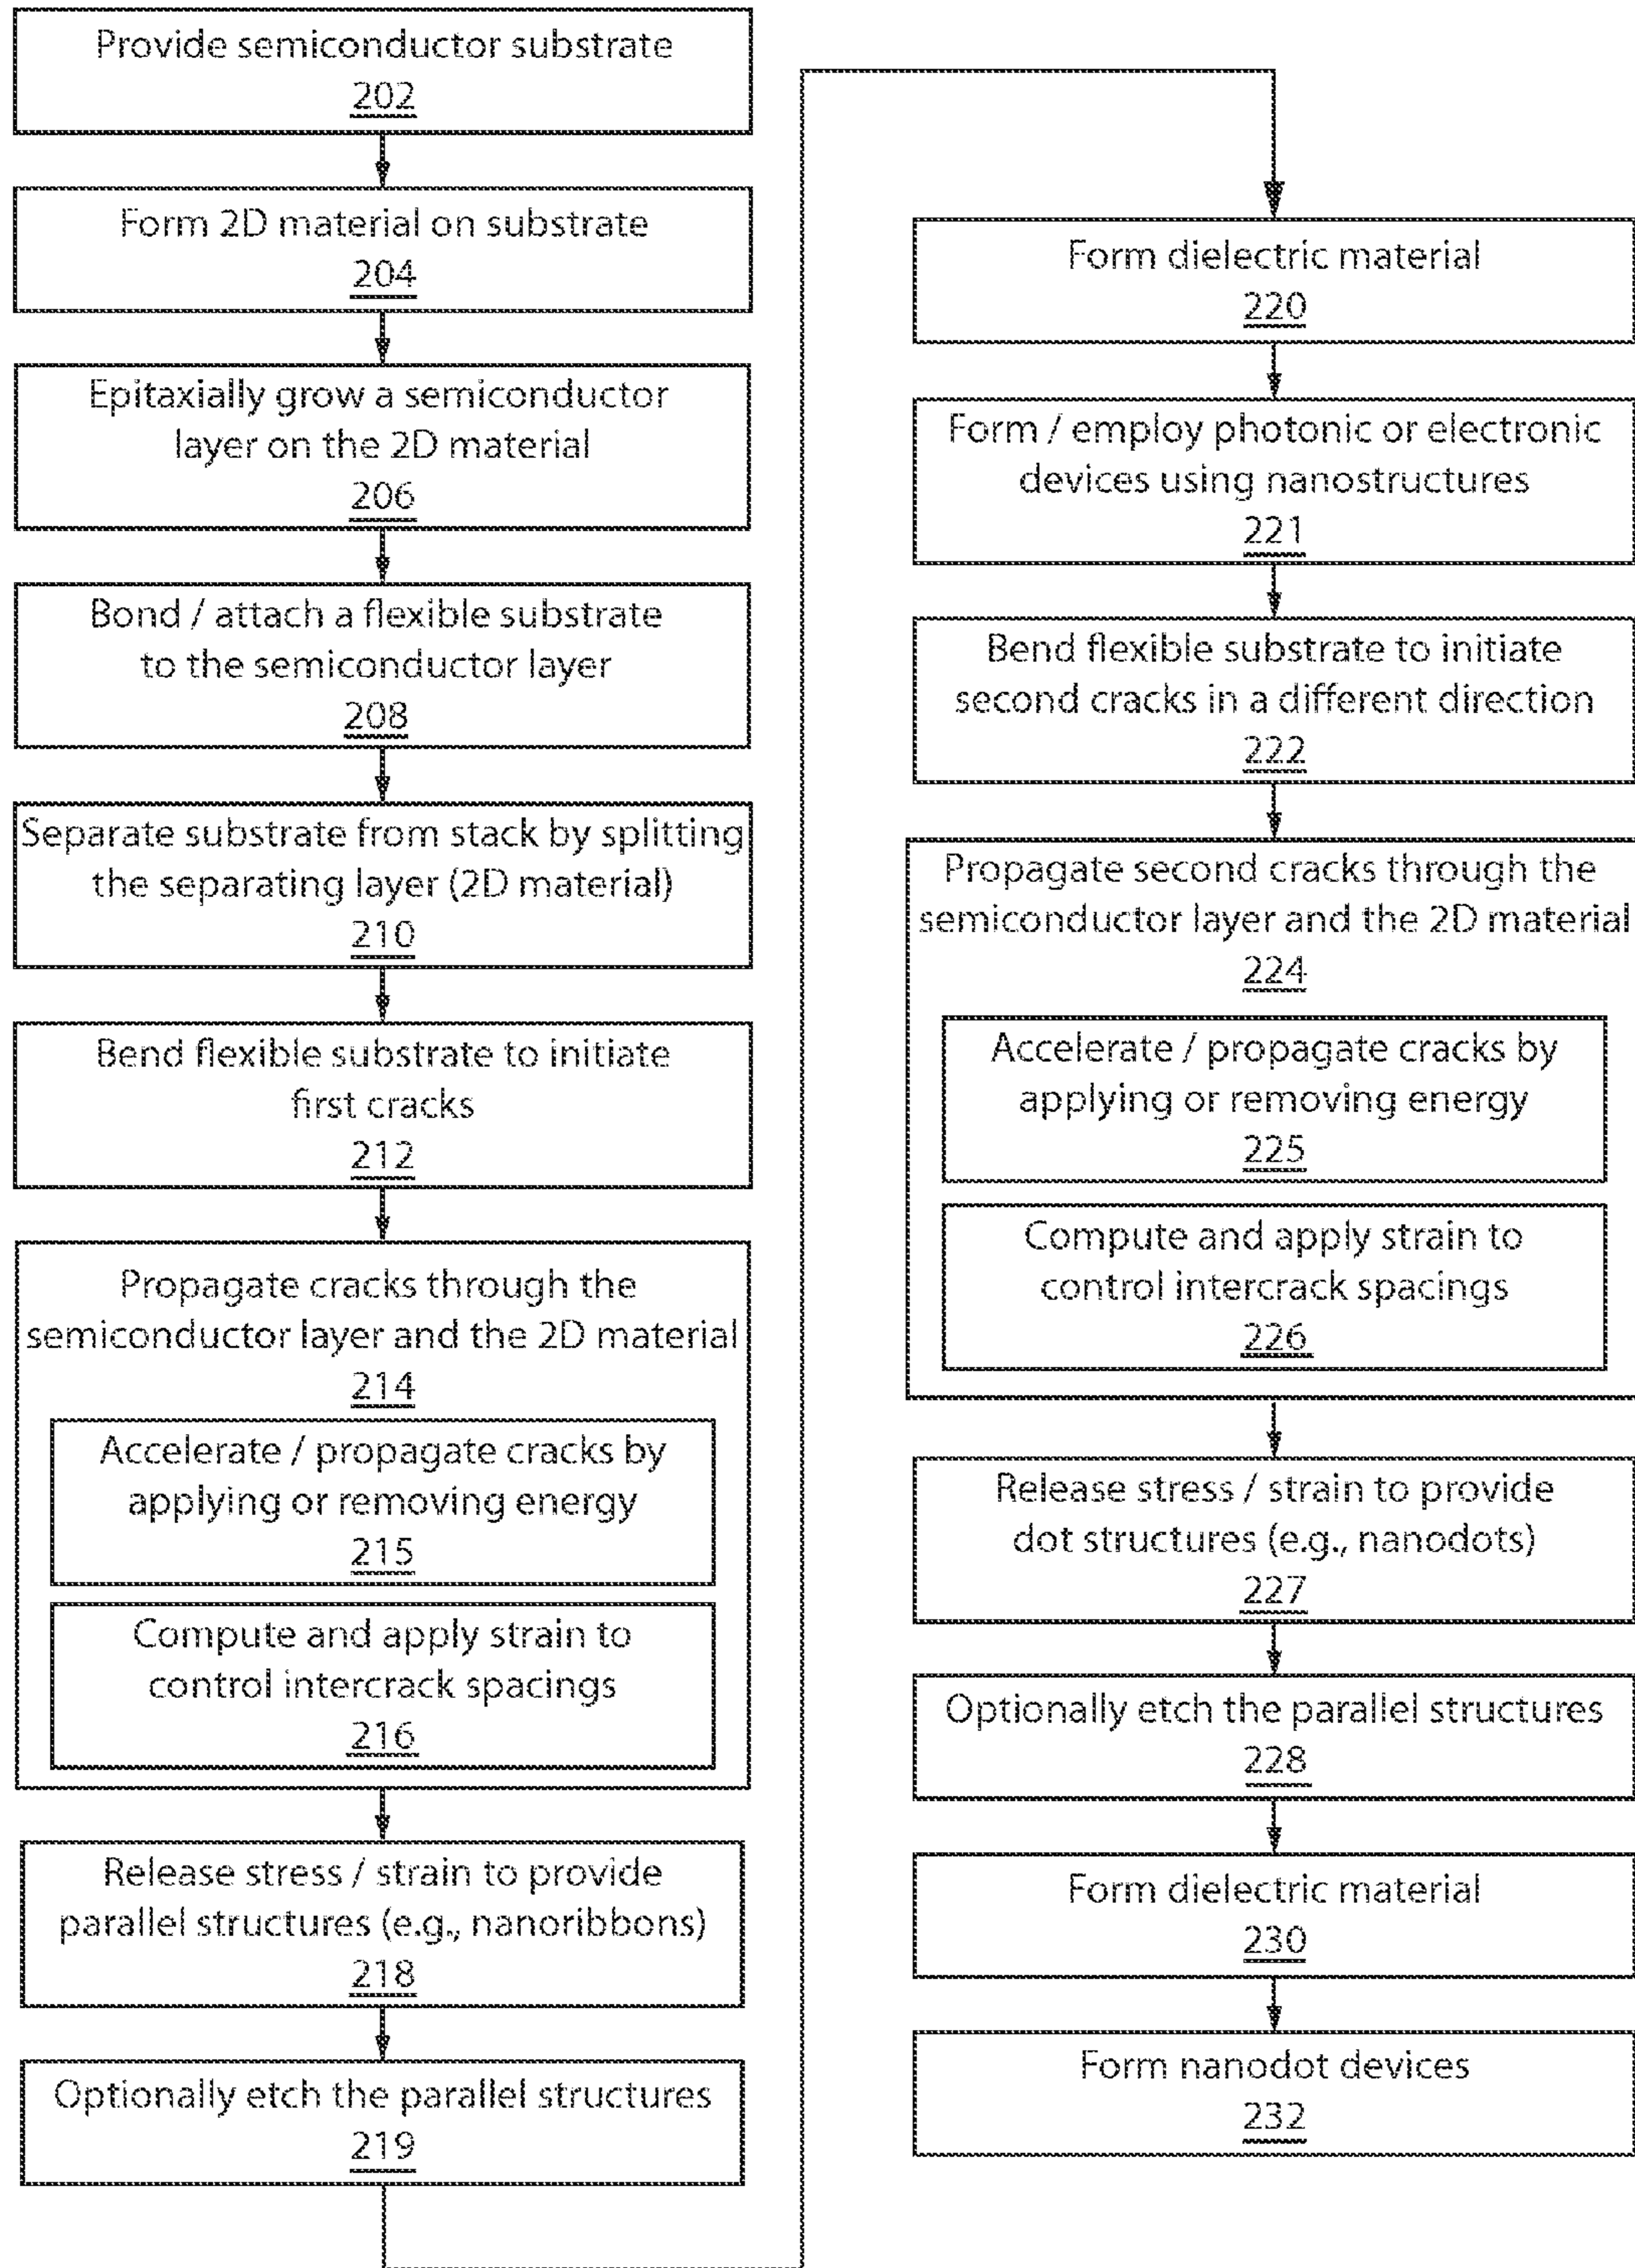 Provide semiconductor substrate
202
Form 2D material on substrate
204
Epitaxially grow a semiconductor
layer on the 2D material
206
Bond / attach a flexible substrate
to the semiconductor layer
208
Separate substrate from stack by splitting
the separating layer (2D material)
210
Bend flexible substrate to initiate
first cracks
212
Propagate cracks through the
semiconductor layer and the 2D material
214
Accelerate / propagate cracks by
applying or removing energy
215
Compute and apply strain to
control intercrack spacings
216
Release stress / strain to provide
parallel structures (e.g., nanoribbons)
218
Optionally etch the parallel structures
219
Form dielectric material
220
Form / employ photonic or electronic
devices using nanostructures
221
Bend flexible substrate to initiate
second cracks in a different direction
222
Propagate second cracks through the
semiconductor layer and the 2D material
224
Accelerate / propagate cracks by
applying or removing energy
225
Compute and apply strain to
control intercrack spacings
226
Release stress / strain to provide
dot structures (e.g., nanodots)
227
Optionally etch the parallel structures
228
Form dielectric material
230
Form nanodot devices
232